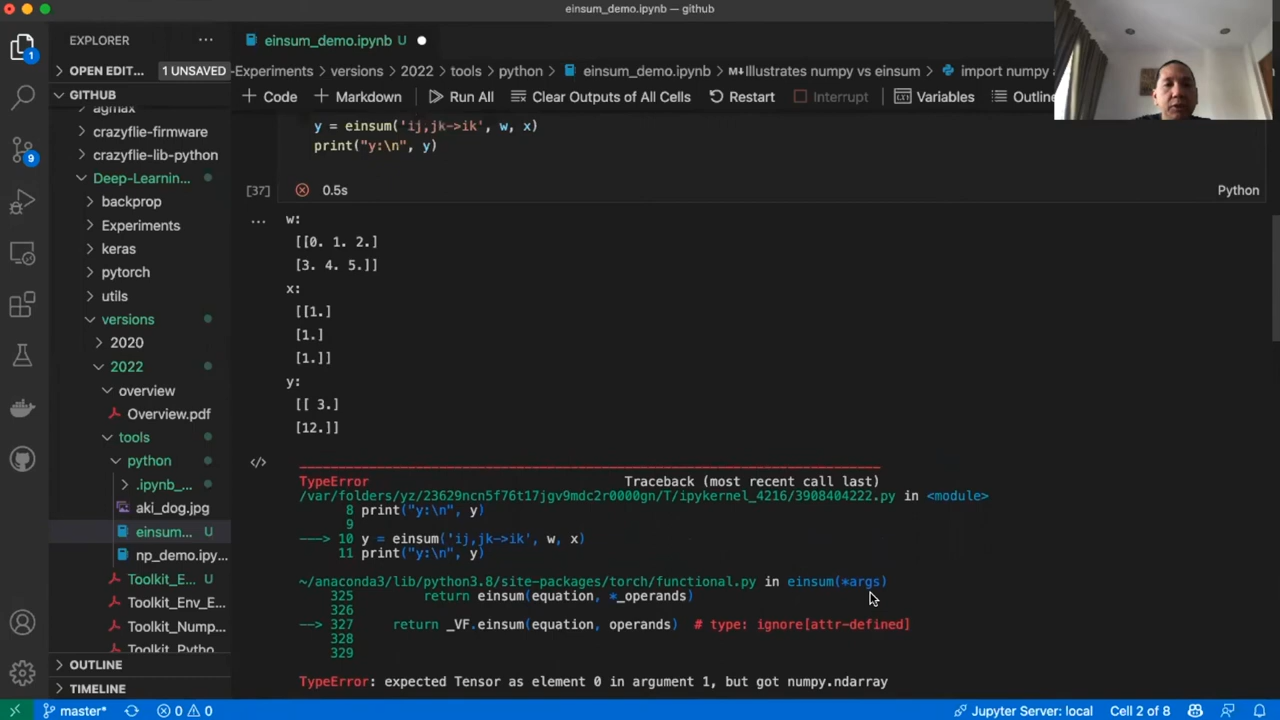 einsum_demo.ipynb — github
EXPLORER
einsum_demo.ipynb U
OPEN EDIT... 1 UNSAVED
-Experiments > versions > 2022 > tools > python > einsum_demo.ipynb > M↓Illustrates numpy vs einsum > import numpy a
GITHUB
+ Code + Markdown Run All Clear Outputs of All Cells Restart Interrupt Variables Outline
agmax
crazyflie-firmware
crazyflie-lib-python
Deep-Learnin...
backprop
Experiments
keras
pytorch
utils
versions
2020
2022
overview
Overview.pdf
tools
python
.ipynb_...
aki_dog.jpg
einsum... U
np_demo.ipy...
Toolkit_E... U
Toolkit_Env_E...
Toolkit_Nump...
Toolkit_Pytho...
OUTLINE
TIMELINE
1
9
y = einsum('ij,jk->ik', w, x)
print("y:\n", y)
[37] 0.5s Python
w:
[[0. 1. 2.]
[3. 4. 5.]]
x:
[[1.]
[1.]
[1.]]
y:
[[ 3.]
[12.]]
TypeError Traceback (most recent call last)
/var/folders/yz/23629ncn5f76t17jgv9mdc2r0000gn/T/ipykernel_4216/3908404222.py in <module>
8 print("y:\n", y)
9
---> 10 y = einsum('ij,jk->ik', w, x)
11 print("y:\n", y)
~/anaconda3/lib/python3.8/site-packages/torch/functional.py in einsum(*args)
325 return einsum(equation, *_operands)
326
--> 327 return _VF.einsum(equation, operands) # type: ignore[attr-defined]
328
329
TypeError: expected Tensor as element 0 in argument 1, but got numpy.ndarray
master* 0 0 Jupyter Server: local Cell 2 of 8